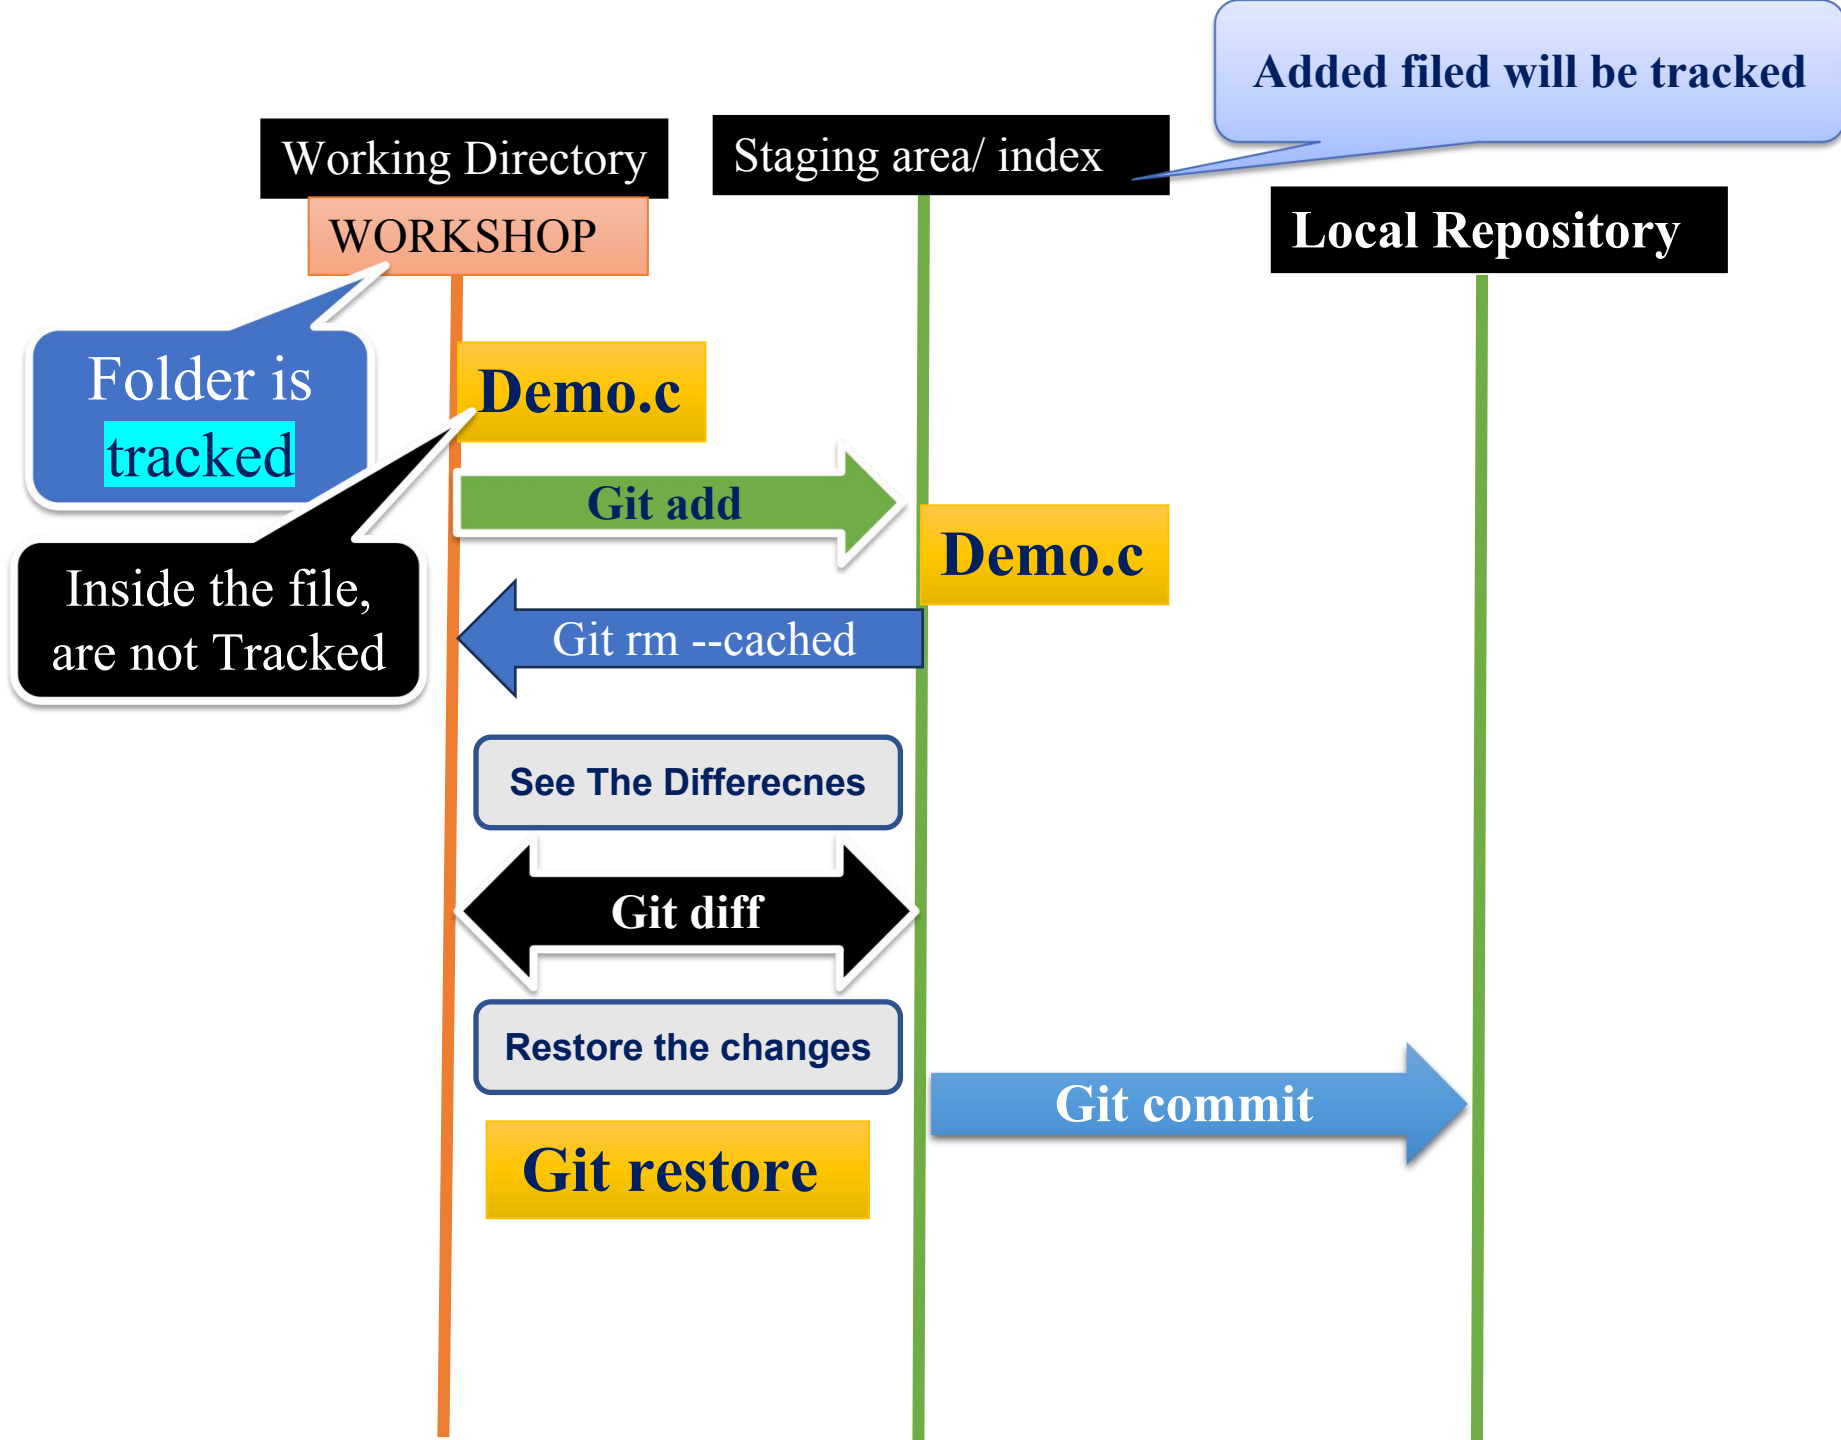 Added filed will be tracked
Working Directory
Staging area/ index
WORKSHOP
Local Repository
Folder is
tracked
Demo.c
Git add
Demo.c
Inside the file,
are not Tracked
Git rm --cached
See The Differecnes
Git diff
Restore the changes
Git commit
Git restore